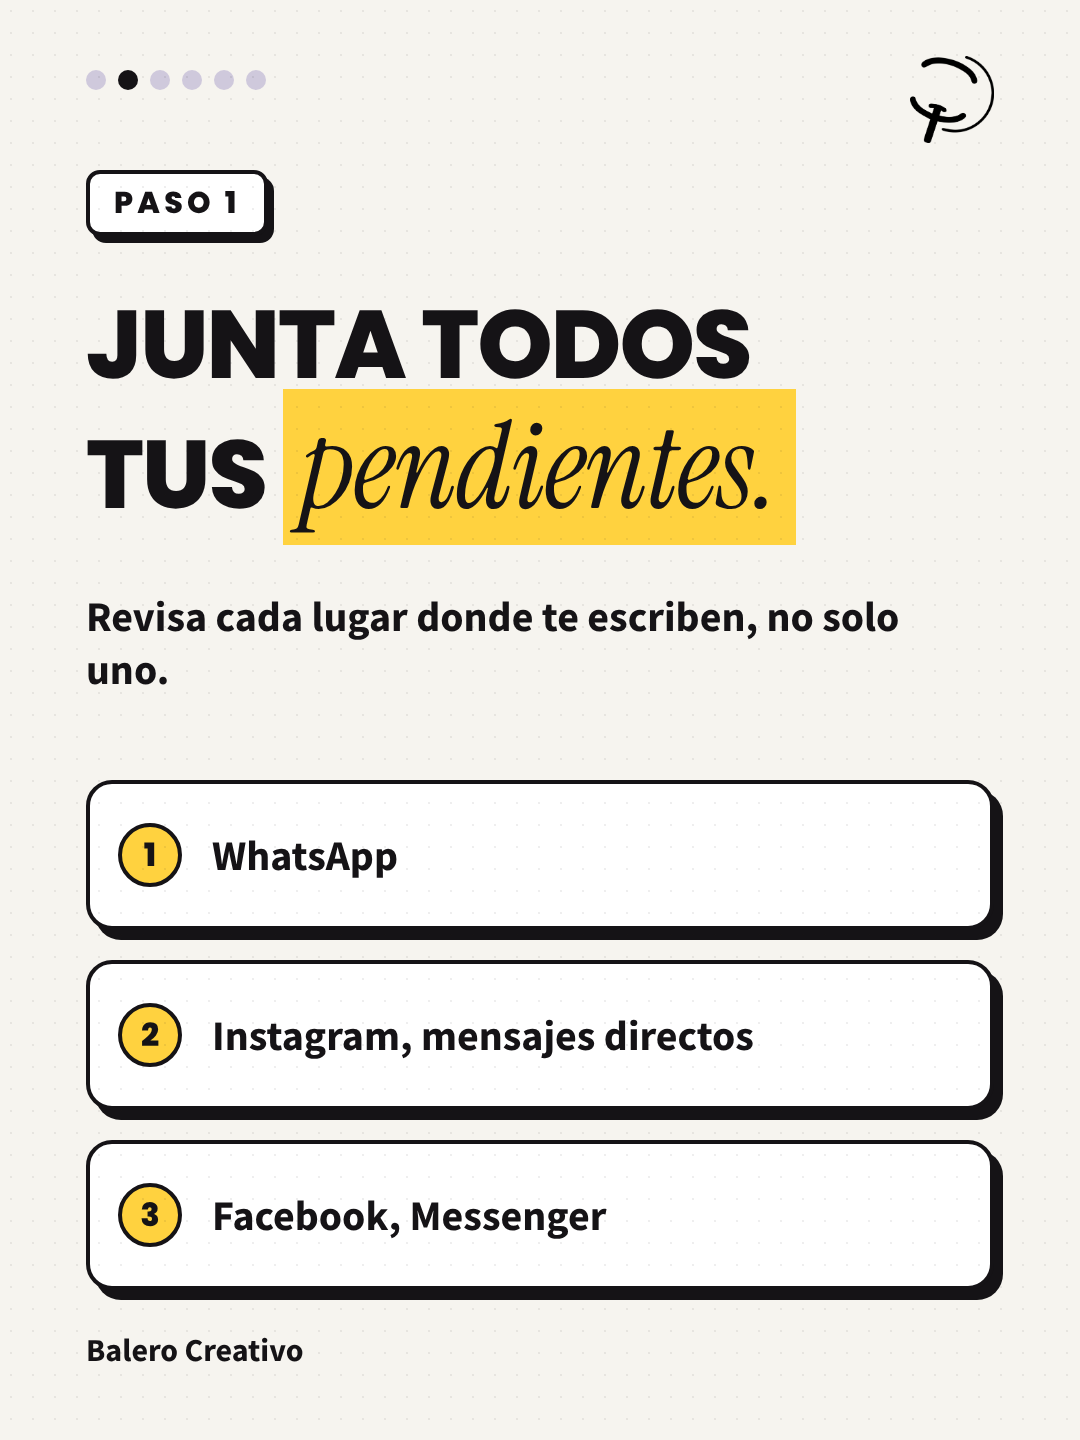 PASO 1
JUNTA TODOS
TUS pendientes.
Revisa cada lugar donde te escriben, no solo
uno.
1 WhatsApp
2 Instagram, mensajes directos
3 Facebook, Messenger
Balero Creativo